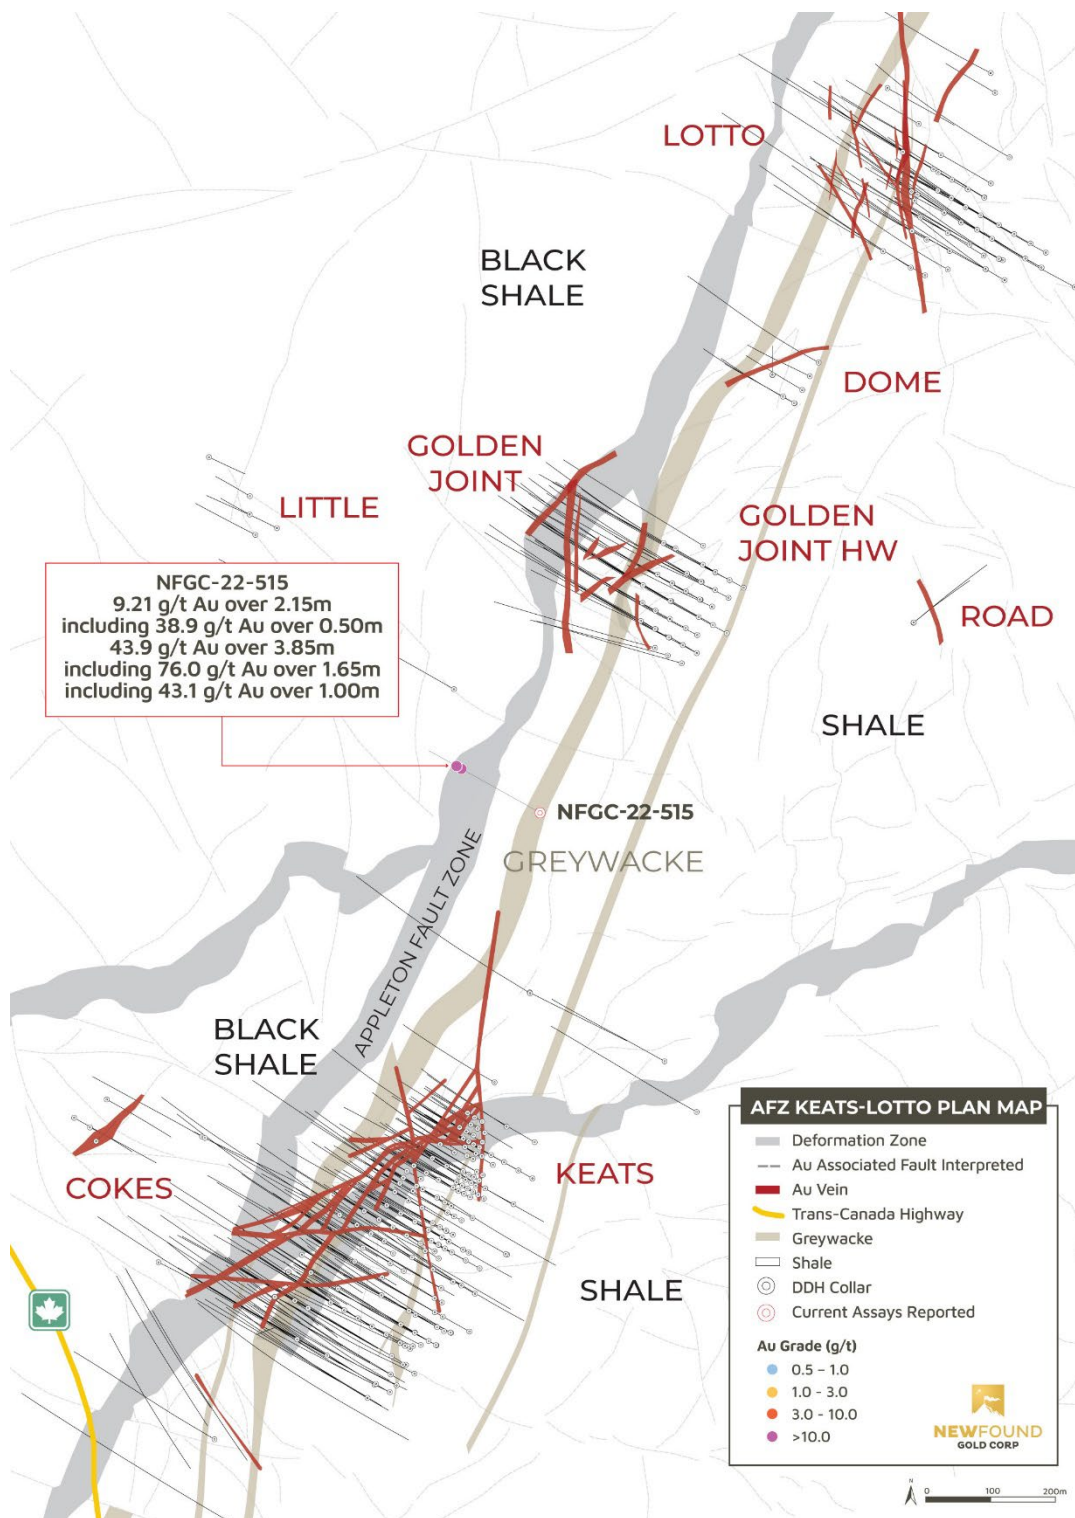 LOTTO
BLACK
SHALE
DOME
GOLDEN
JOINT
LITTLE
GOLDEN
JOINT HW
NFGC-22-515
9.21 g/t Au over 2.15m
including 38.9 g/t Au over 0.50m
43.9 g/t Au over 3.85m
including 76.0 g/t Au over 1.65m
including 43.1 g/t Au over 1.00m
ROAD
SHALE
NFGC-22-515
GREYWACKE
APPLETON FAULT ZONE
BLACK
SHALE
COKES
KEATS
SHALE
AFZ KEATS-LOTTO PLAN MAP
Deformation Zone
Au Associated Fault Interpreted
Au Vein
Trans-Canada Highway
Greywacke
Shale
DDH Collar
Current Assays Reported
Au Grade (g/t)
0.5 – 1.0
1.0 - 3.0
3.0 - 10.0
>10.0
NEWFOUND
GOLD CORP
N
0 100 200m